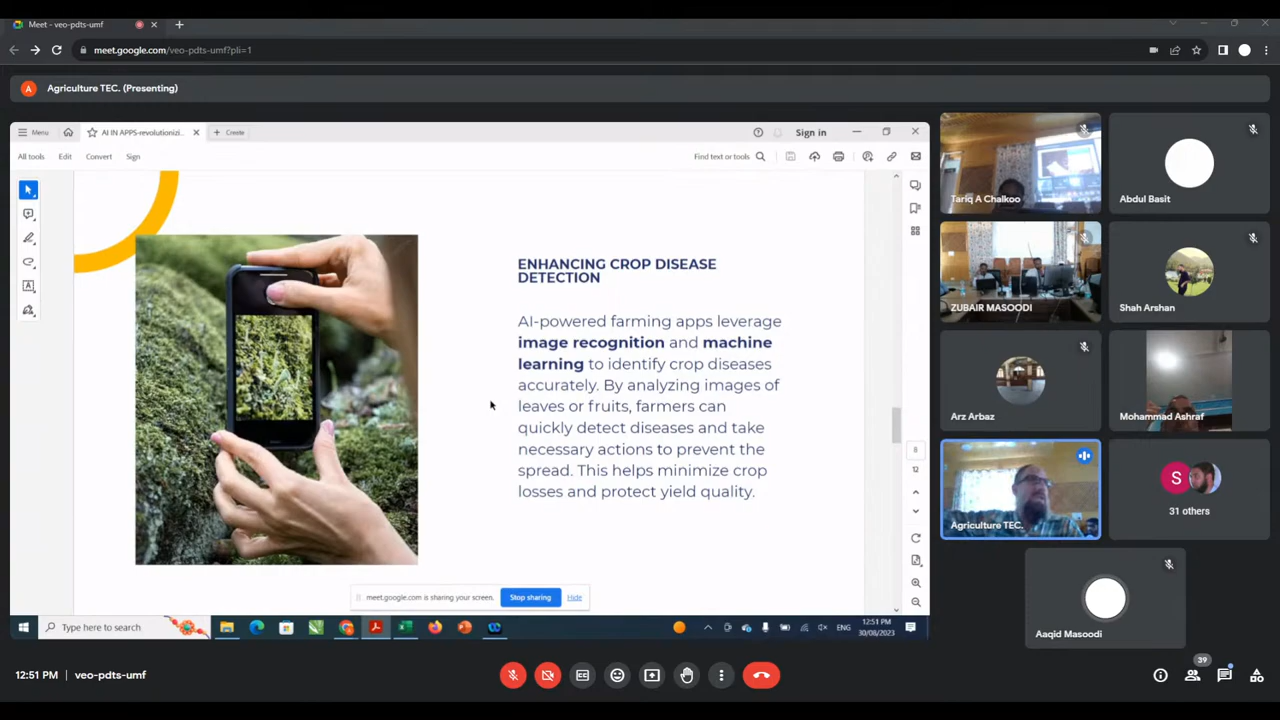 Meet - veo-pdts-umf
meet.google.com/veo-pdts-umf?pli=1
A
Agriculture TEC. (Presenting)
Menu
AI IN APPS-revolutionizi...
Create
Sign in
All tools
Edit
Convert
Sign
Find text or tools
ENHANCING CROP DISEASE
DETECTION
AI-powered farming apps leverage
image recognition and machine
learning to identify crop diseases
accurately. By analyzing images of
leaves or fruits, farmers can
quickly detect diseases and take
necessary actions to prevent the
spread. This helps minimize crop
losses and protect yield quality.
8
12
meet.google.com is sharing your screen.
Stop sharing
Hide
Type here to search
ENG
12:51 PM
30/08/2023
Tariq A Chalkoo
Abdul Basit
ZUBAIR MASOODI
Shah Arshan
Arz Arbaz
Mohammad Ashraf
Agriculture TEC.
S
31 others
Aaqid Masoodi
12:51 PM
veo-pdts-umf
39